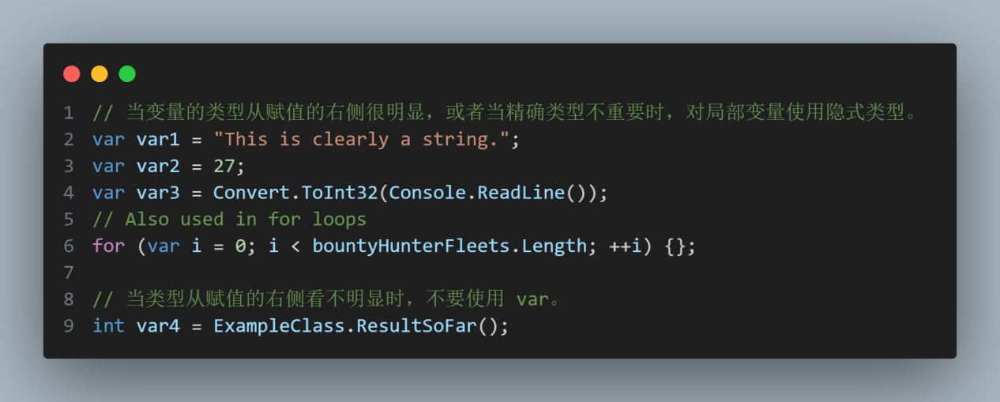 1 // 当变量的类型从赋值的右侧很明显，或者当精确类型不重要时，对局部变量使用隐式类型。
2 var var1 = "This is clearly a string.";
3 var var2 = 27;
4 var var3 = Convert.ToInt32(Console.ReadLine());
5 // Also used in for loops
6 for (var i = 0; i < bountyHunterFleets.Length; ++i) {};
7
8 // 当类型从赋值的右侧看不明显时，不要使用 var。
9 int var4 = ExampleClass.ResultSoFar();